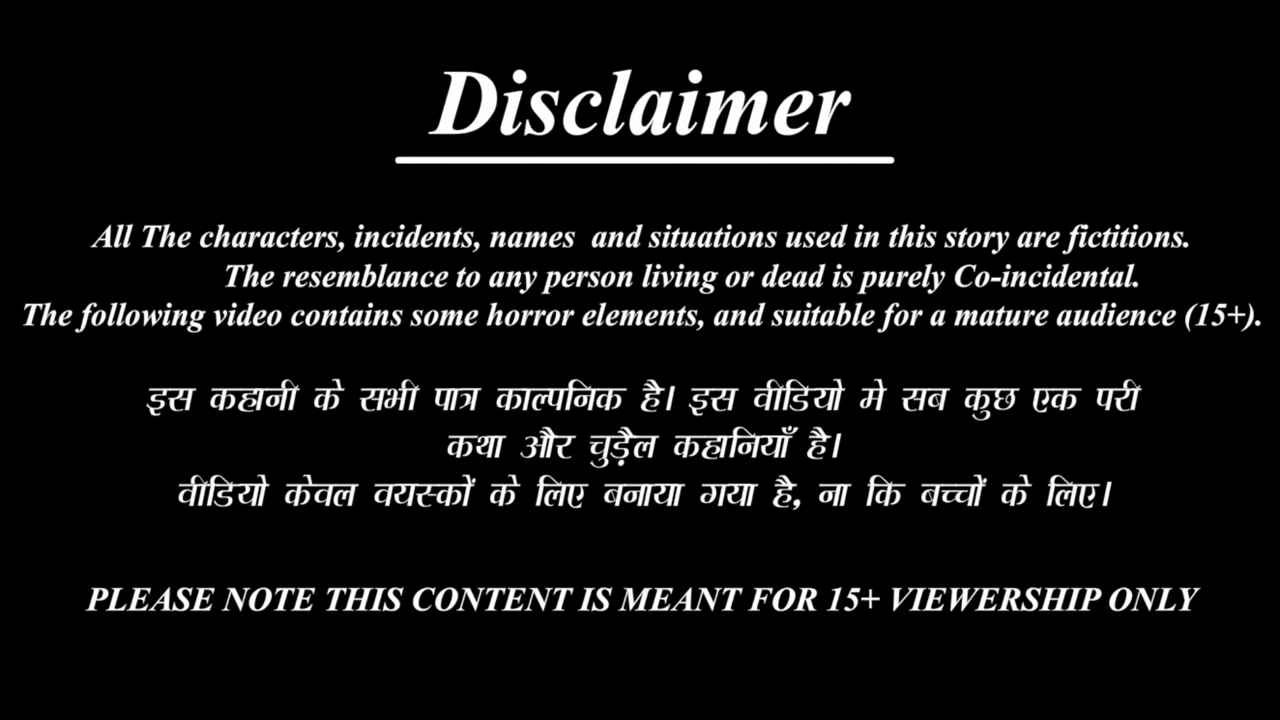 Disclaimer
All The characters, incidents, names and situations used in this story are fictitions.
The resemblance to any person living or dead is purely Co-incidental.
The following video contains some horror elements, and suitable for a mature audience (15+).
इस कहानी के सभी पात्र काल्पनिक है। इस वीडियो मे सब कुछ एक परी
कथा और चुड़ैल कहानियाँ है।
वीडियो केवल वयस्कों के लिए बनाया गया है, ना कि बच्चों के लिए।
PLEASE NOTE THIS CONTENT IS MEANT FOR 15+ VIEWERSHIP ONLY